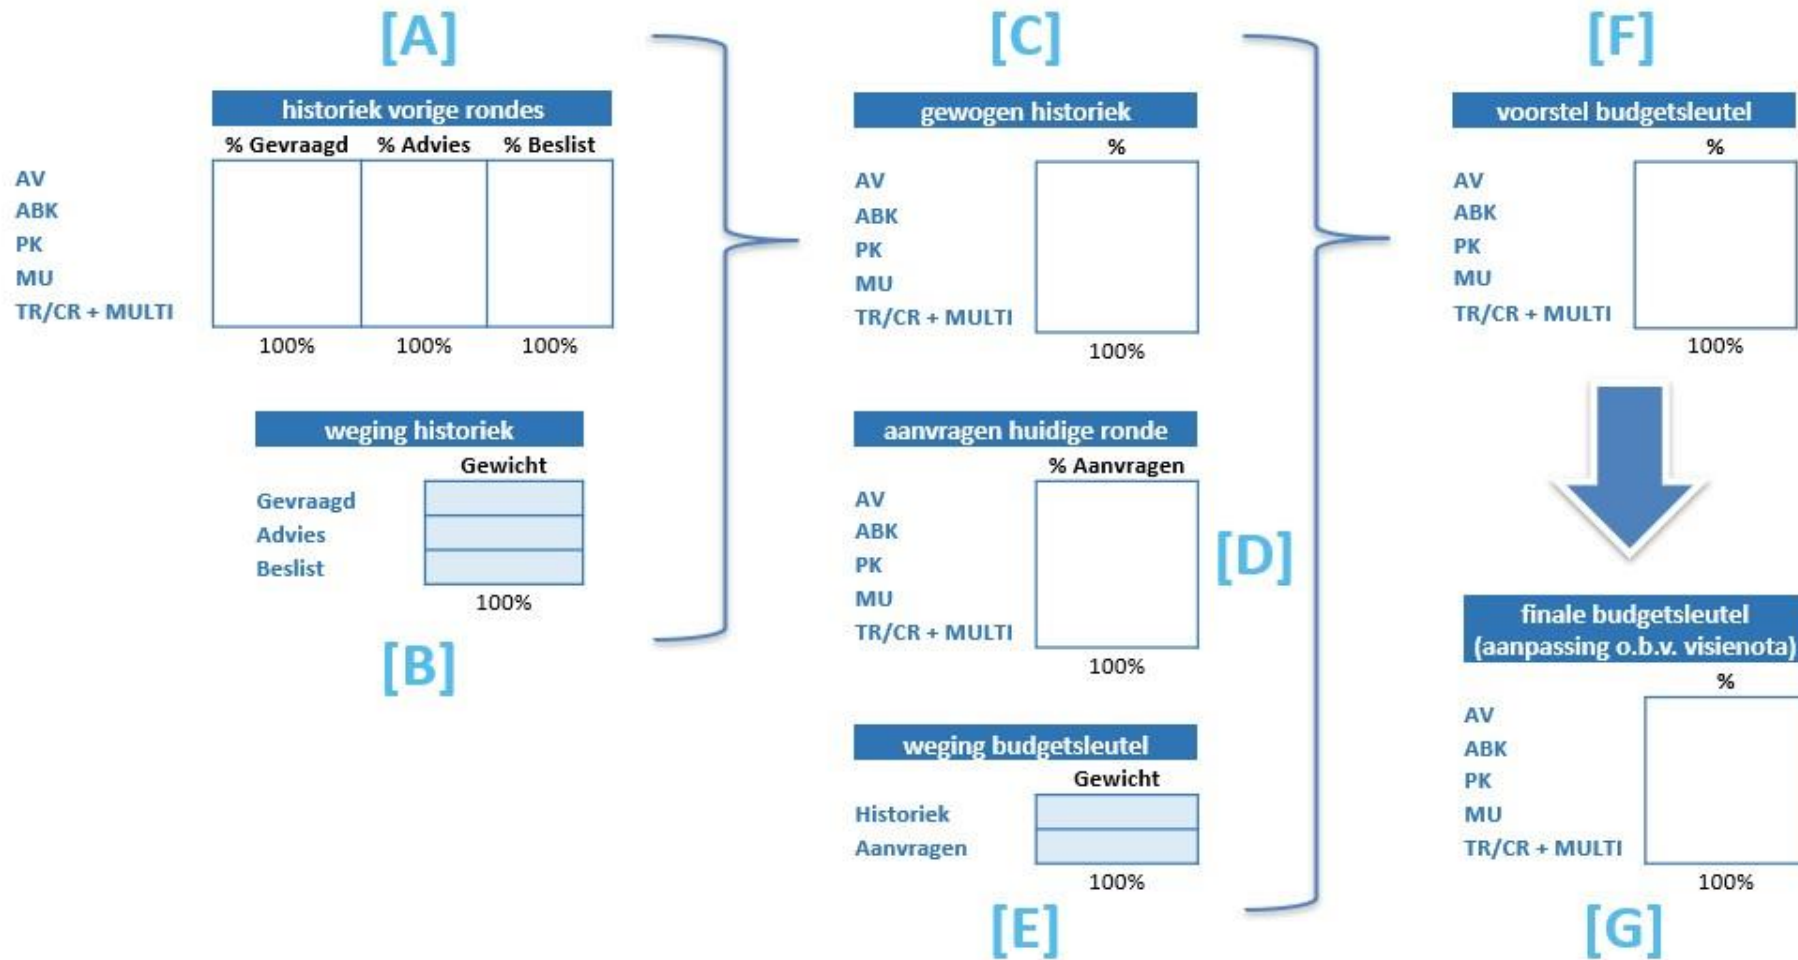 [A]
historiek vorige rondes
% Gevraagd % Advies % Beslist
AV
ABK
PK
MU
TR/CR + MULTI
100% 100% 100%
weging historiek
Gewicht
Gevraagd
Advies
Beslist
100%
[B]
[C]
gewogen historiek
%
AV
ABK
PK
MU
TR/CR + MULTI
100%
aanvragen huidige ronde
% Aanvragen
AV
ABK
PK
MU
TR/CR + MULTI
100%
[D]
weging budgetsleutel
Gewicht
Historiek
Aanvragen
100%
[E]
[F]
voorstel budgetsleutel
%
AV
ABK
PK
MU
TR/CR + MULTI
100%
finale budgetsleutel
(aanpassing o.b.v. visienota)
%
AV
ABK
PK
MU
TR/CR + MULTI
100%
[G]